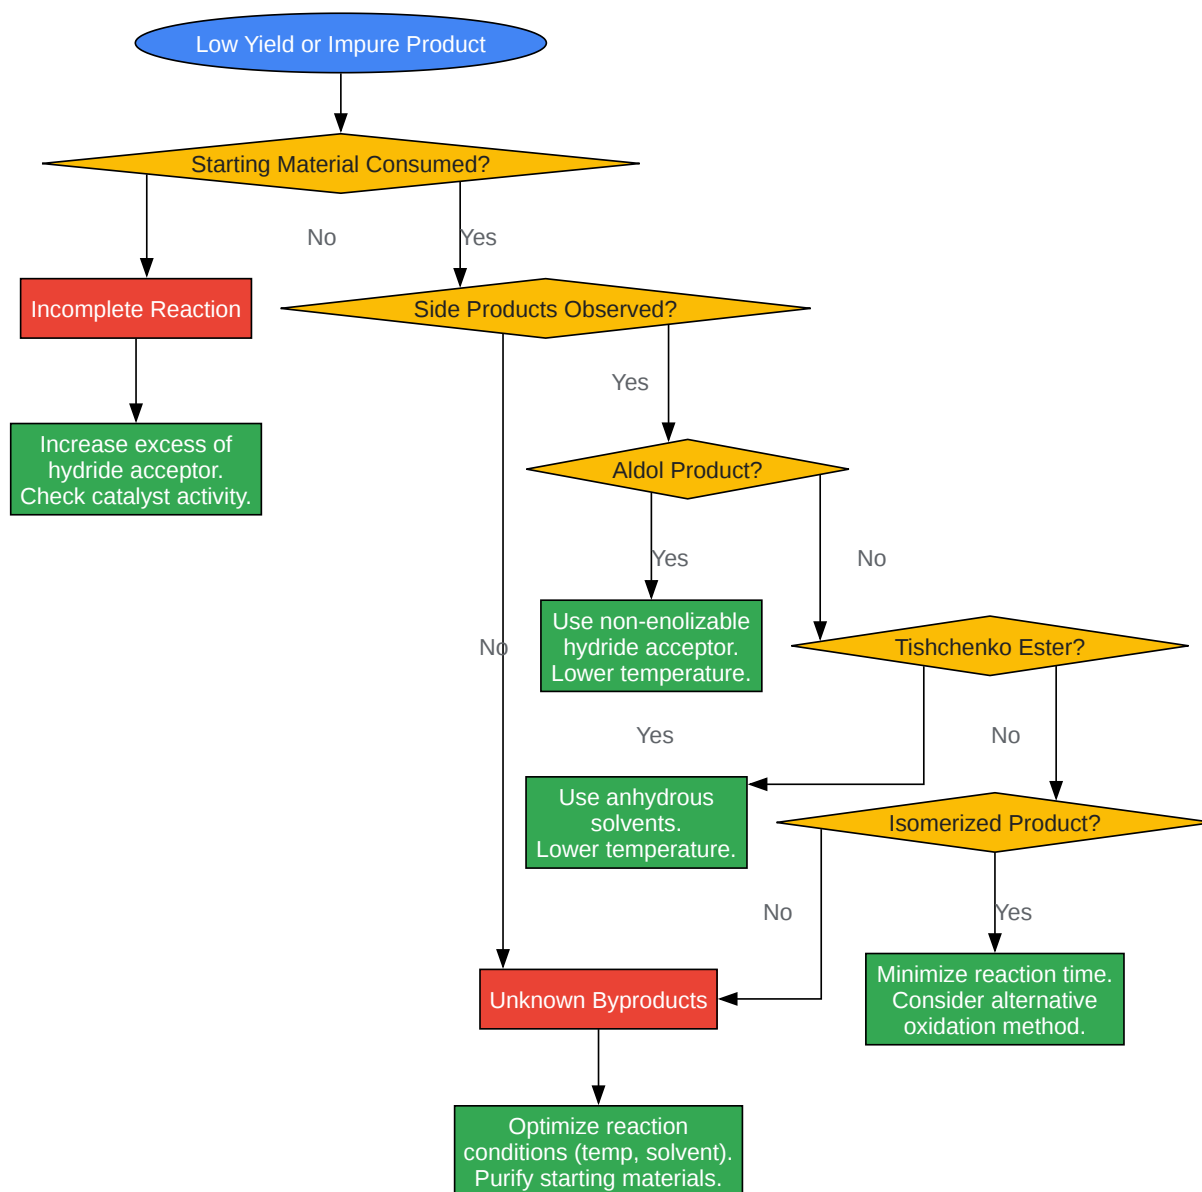 Low Yield or Impure Product
Starting Material Consumed?
No
Yes
Incomplete Reaction
Side Products Observed?
Yes
Increase excess of
hydride acceptor.
Check catalyst activity.
Aldol Product?
Yes
No
Use non-enolizable
hydride acceptor.
Lower temperature.
No
Tishchenko Ester?
Yes
No
Use anhydrous
solvents.
Lower temperature.
Isomerized Product?
No
Yes
Unknown Byproducts
Minimize reaction time.
Consider alternative
oxidation method.
Optimize reaction
conditions (temp, solvent).
Purify starting materials.